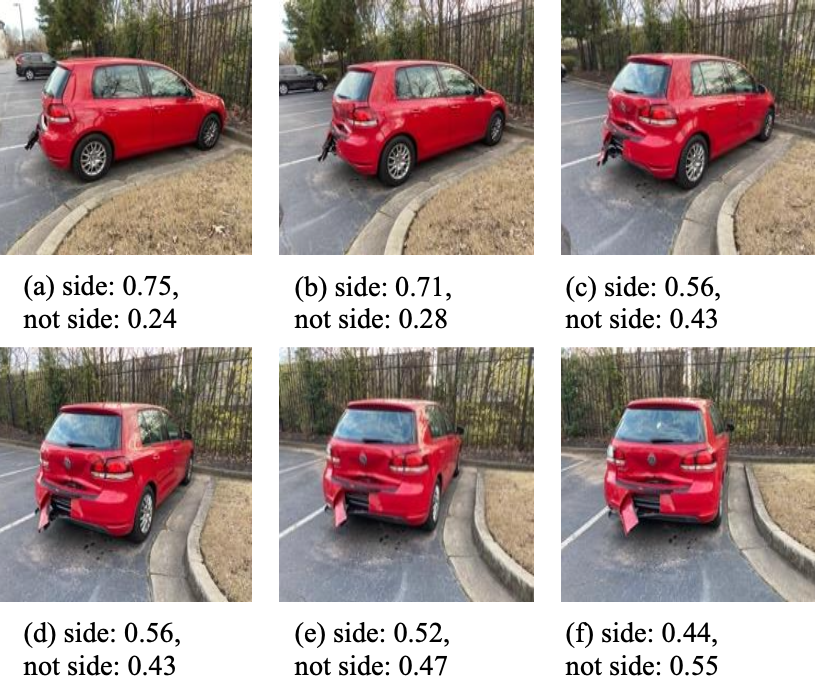 (a) side: 0.75,
not side: 0.24
(b) side: 0.71,
not side: 0.28
(c) side: 0.56,
not side: 0.43
(d) side: 0.56,
not side: 0.43
(e) side: 0.52,
not side: 0.47
(f) side: 0.44,
not side: 0.55